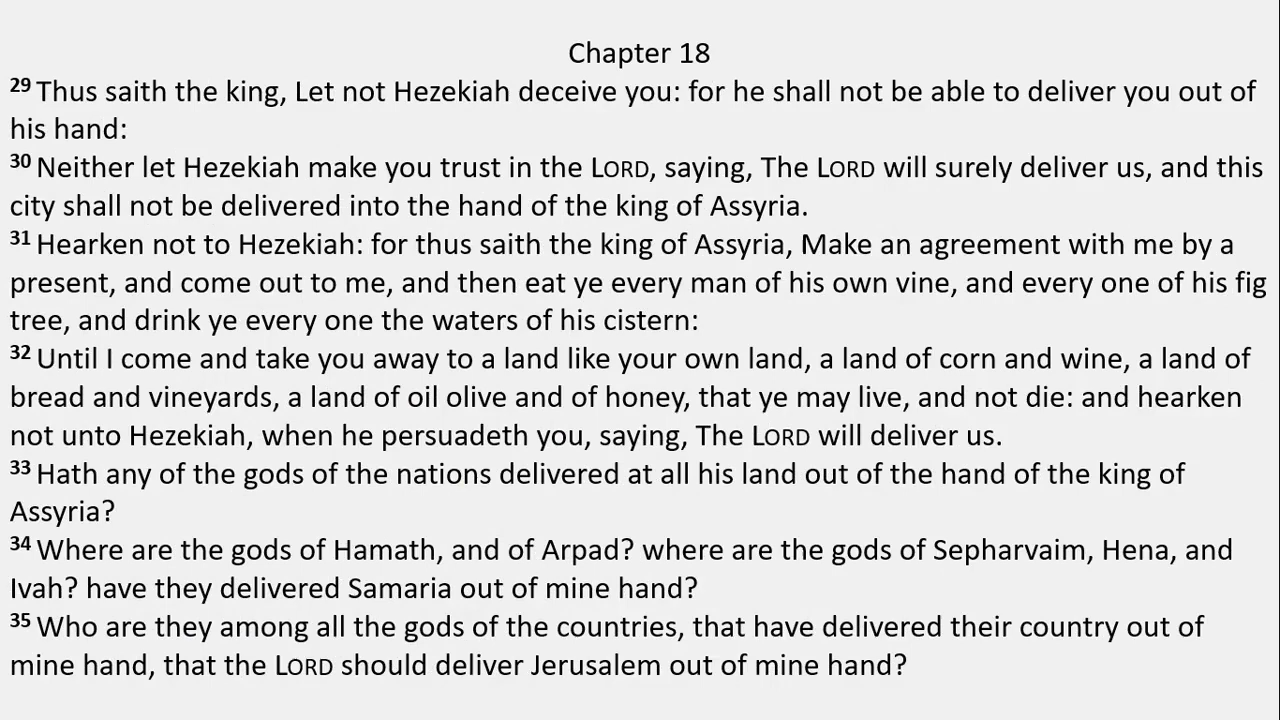 Chapter 18
29 Thus saith the king, Let not Hezekiah deceive you: for he shall not be able to deliver you out of
his hand:
30 Neither let Hezekiah make you trust in the LORD, saying, The LORD will surely deliver us, and this
city shall not be delivered into the hand of the king of Assyria.
31 Hearken not to Hezekiah: for thus saith the king of Assyria, Make an agreement with me by a
present, and come out to me, and then eat ye every man of his own vine, and every one of his fig
tree, and drink ye every one the waters of his cistern:
32 Until I come and take you away to a land like your own land, a land of corn and wine, a land of
bread and vineyards, a land of oil olive and of honey, that ye may live, and not die: and hearken
not unto Hezekiah, when he persuadeth you, saying, The LORD will deliver us.
33 Hath any of the gods of the nations delivered at all his land out of the hand of the king of
Assyria?
34 Where are the gods of Hamath, and of Arpad? where are the gods of Sepharvaim, Hena, and
Ivah? have they delivered Samaria out of mine hand?
35 Who are they among all the gods of the countries, that have delivered their country out of
mine hand, that the LORD should deliver Jerusalem out of mine hand?